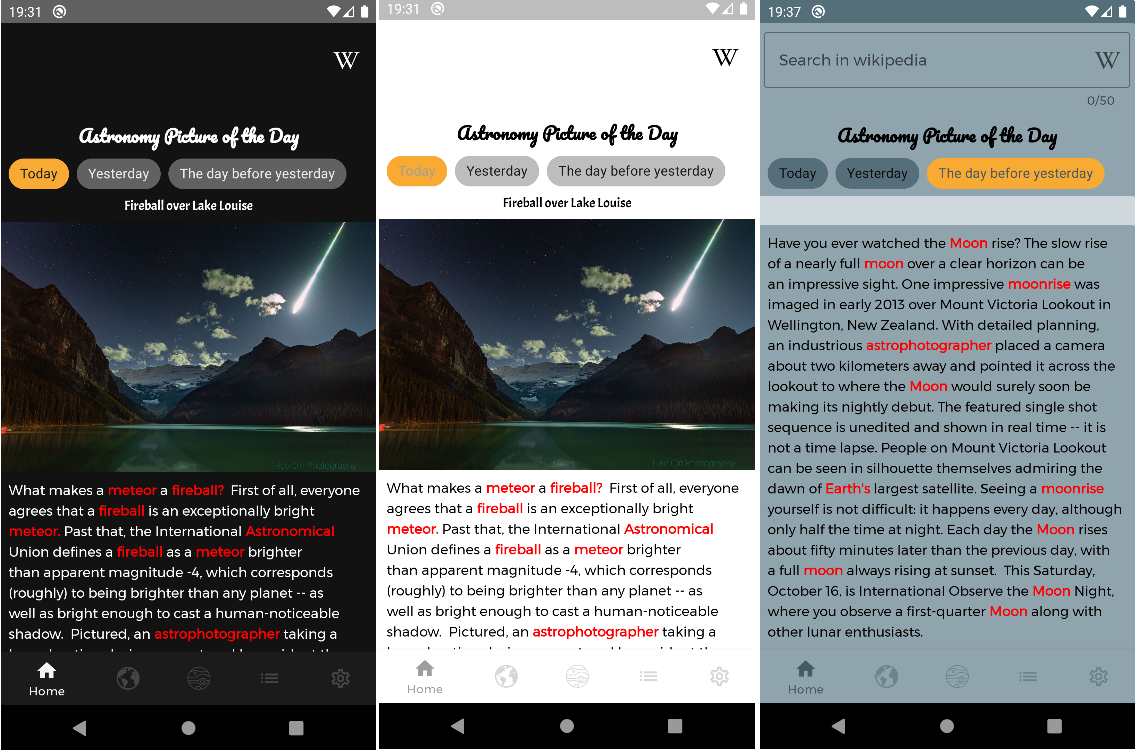 19:31
W
Astronomy Picture of the Day
Today
Yesterday
The day before yesterday
Fireball over Lake Louise
Hao Qin Photography
What makes a meteor a fireball?  First of all, everyone
agrees that a fireball is an exceptionally bright
meteor. Past that, the International Astronomical
Union defines a fireball as a meteor brighter
than apparent magnitude -4, which corresponds
(roughly) to being brighter than any planet -- as
well as bright enough to cast a human-noticeable
shadow.  Pictured, an astrophotographer taking a
Home
19:31
W
Astronomy Picture of the Day
Today
Yesterday
The day before yesterday
Fireball over Lake Louise
Hao Qin Photography
What makes a meteor a fireball?  First of all, everyone
agrees that a fireball is an exceptionally bright
meteor. Past that, the International Astronomical
Union defines a fireball as a meteor brighter
than apparent magnitude -4, which corresponds
(roughly) to being brighter than any planet -- as
well as bright enough to cast a human-noticeable
shadow.  Pictured, an astrophotographer taking a
Home
19:37
Search in wikipedia
W
0/50
Astronomy Picture of the Day
Today
Yesterday
The day before yesterday
Have you ever watched the Moon rise? The slow rise
of a nearly full moon over a clear horizon can be
an impressive sight. One impressive moonrise was
imaged in early 2013 over Mount Victoria Lookout in
Wellington, New Zealand. With detailed planning,
an industrious astrophotographer placed a camera
about two kilometers away and pointed it across the
lookout to where the Moon would surely soon be
making its nightly debut. The featured single shot
sequence is unedited and shown in real time -- it is
not a time lapse. People on Mount Victoria Lookout
can be seen in silhouette themselves admiring the
dawn of Earth's largest satellite. Seeing a moonrise
yourself is not difficult: it happens every day, although
only half the time at night. Each day the Moon rises
about fifty minutes later than the previous day, with
a full moon always rising at sunset.  This Saturday,
October 16, is International Observe the Moon Night,
where you observe a first-quarter Moon along with
other lunar enthusiasts.
Home